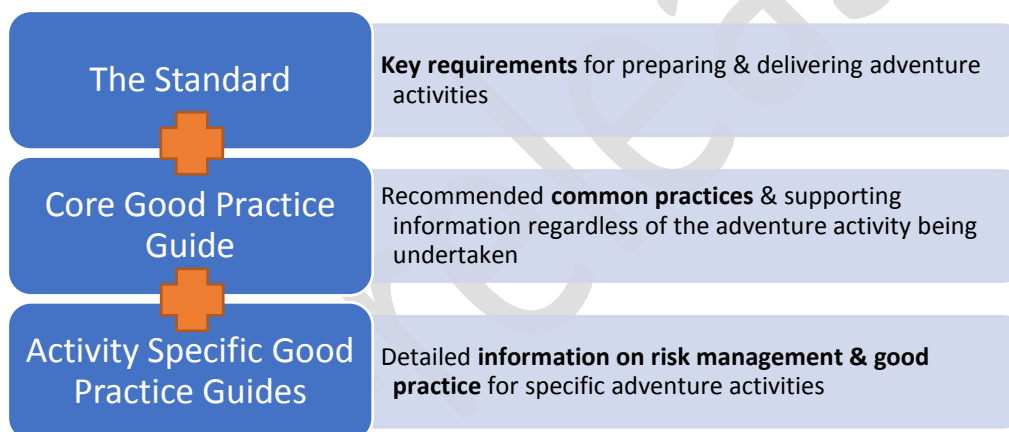 The Standard
Key requirements for preparing & delivering adventure
activities
Core Good Practice
Guide
Recommended common practices & supporting
information regardless of the adventure activity being
undertaken
Activity Specific Good
Practice Guides
Detailed information on risk management & good
practice for specific adventure activities